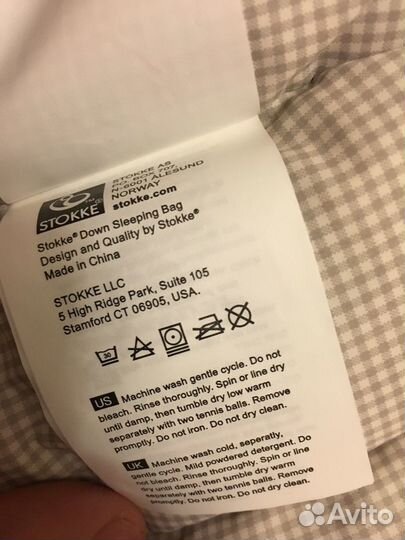 STOKKE
STOKKE AS
PO. BOX 707,
N-6001 ALESUND
NORWAY
stokke.com
Stokke® Down Sleeping Bag
Design and Quality by Stokke®
Made in China
STOKKE LLC
5 High Ridge Park, Suite 105
Stamford CT 06905, USA.
30
US Machine wash gentle cycle. Do not
bleach. Rinse thoroughly. Spin or line dry
until damp, then tumble dry low warm
separately with two tennis balls. Remove
promptly. Do not iron. Do not dry clean.
UK Machine wash cold, seperatly,
gentle cycle. Mild powdered detergent. Do
not bleach. Rinse thoroughly. Spin or line
dry until damp, then tumble dry warm
separately with two tennis balls. Remove
promptly. Do not iron. Do not dry clean.
Avito